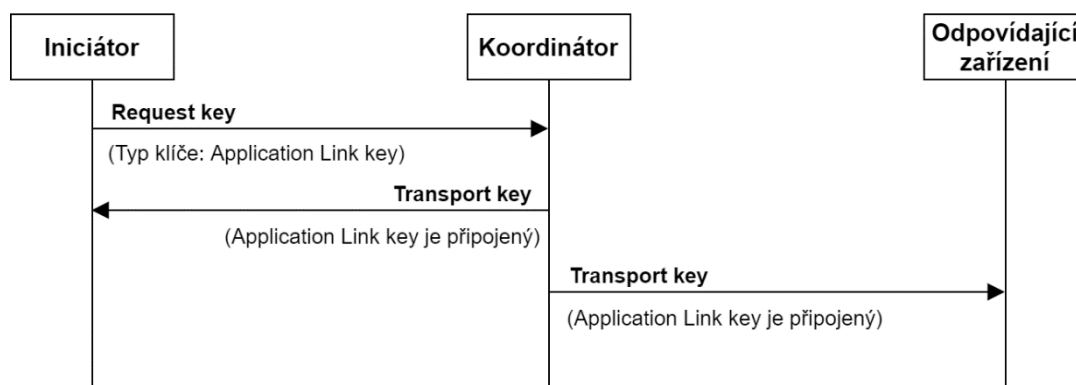 Iniciátor
Koordinátor
Odpovídající
zařízení
Request key
(Typ klíče: Application Link key)
Transport key
(Application Link key je připojený)
Transport key
(Application Link key je připojený)